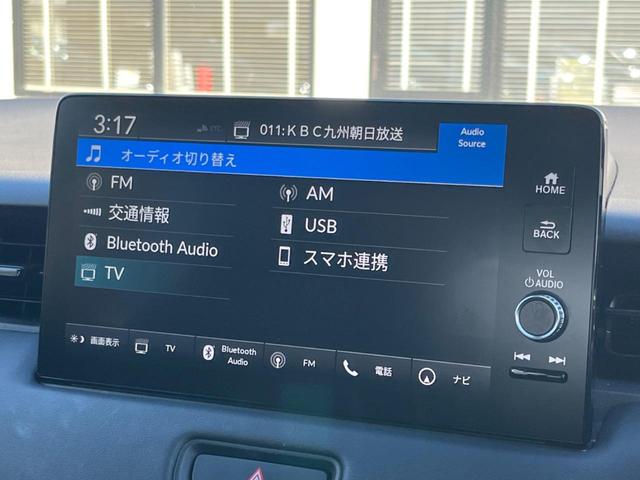 3:17
ETC
011:KBC九州朝日放送
Audio Source
オーディオ切り替え
FM
AM
交通情報
USB
Bluetooth Audio
スマホ連携
TV
HOME
BACK
VOL
AUDIO
画面表示
TV
Bluetooth Audio
FM
電話
ナビ